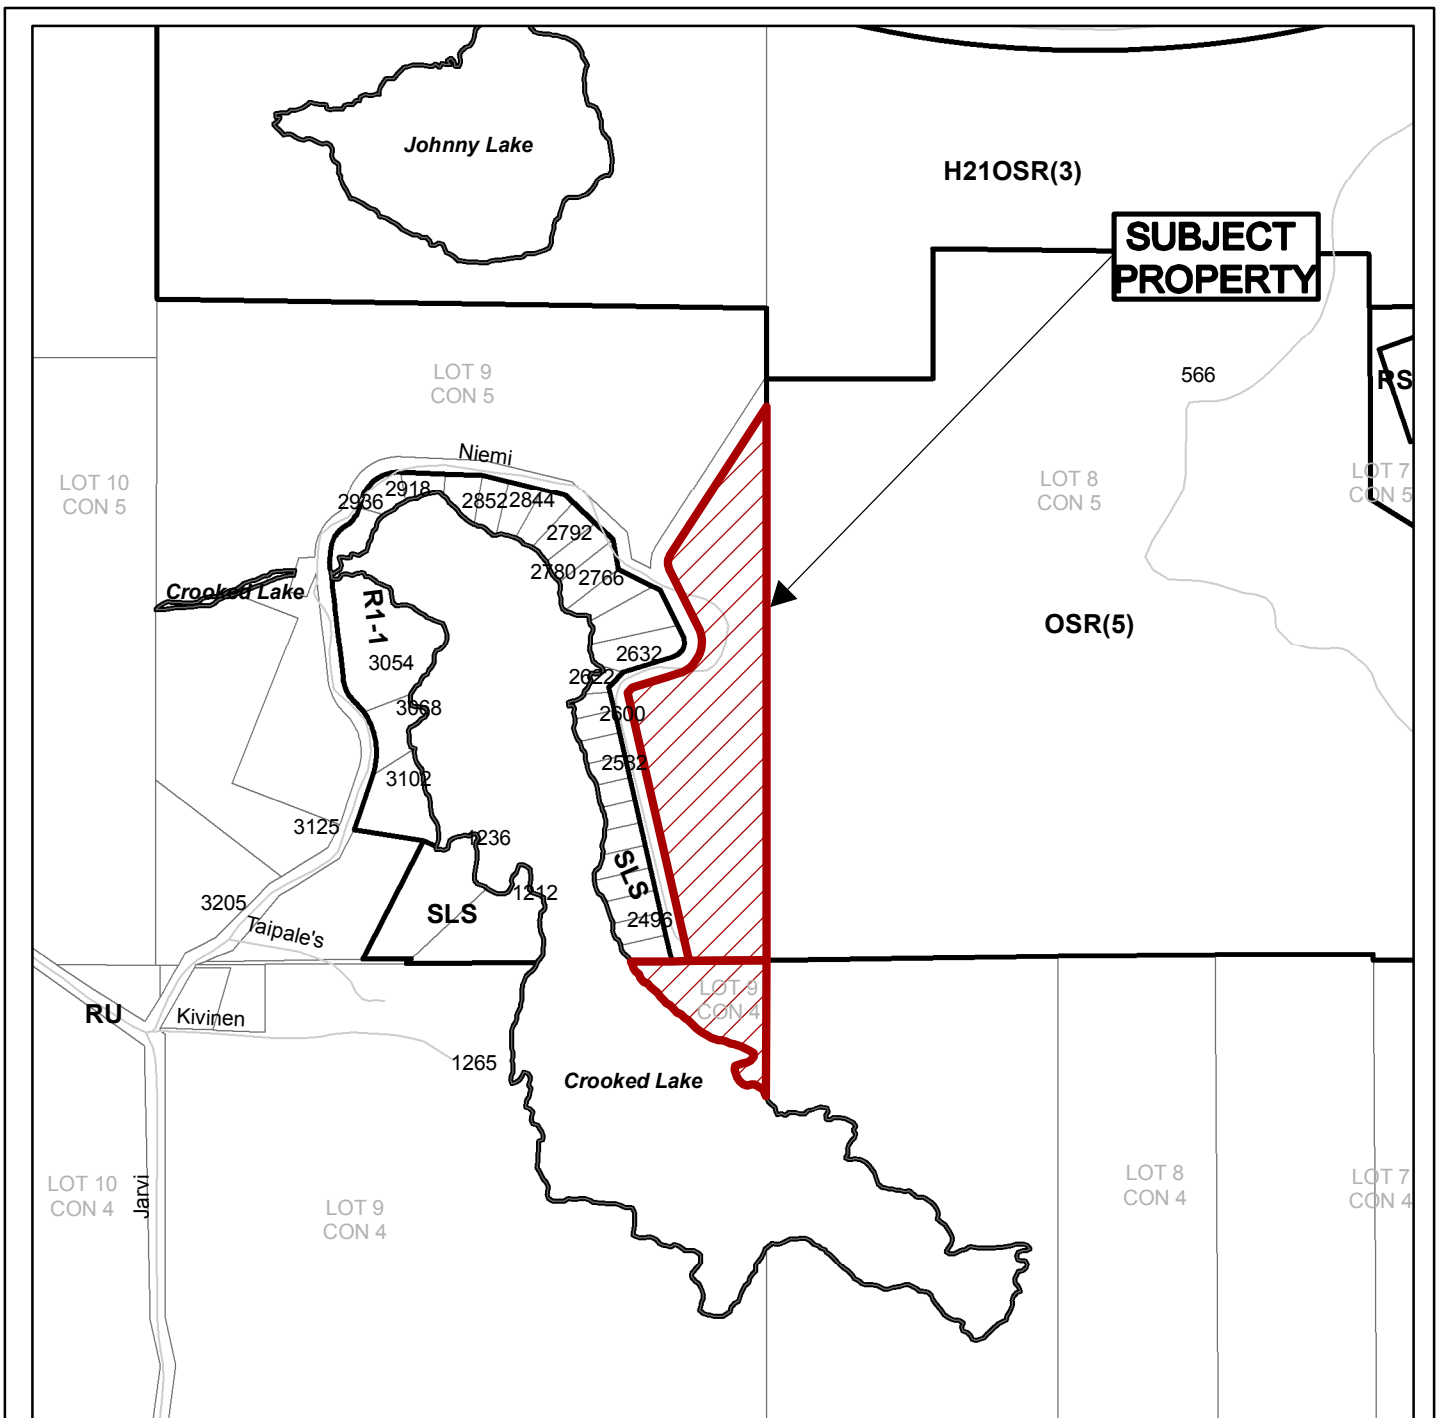 Johnny Lake
H21OSR(3)
SUBJECT
PROPERTY
LOT 9
CON 5
566
RS
Niemi
LOT 10
CON 5
2936
2918
2852
2844
LOT 8
CON 5
LOT 7
CON 5
2792
2780
2766
Crooked Lake
R1-1
OSR(5)
3054
2632
2622
3068
2600
2582
3102
3125
1236
SLS
1212
3205
SLS
2496
Taipale's
LOT 9
CON 4
RU
Kivinen
1265
Crooked Lake
LOT 10
CON 4
Jarvi
LOT 9
CON 4
LOT 8
CON 4
LOT 7
CON 4